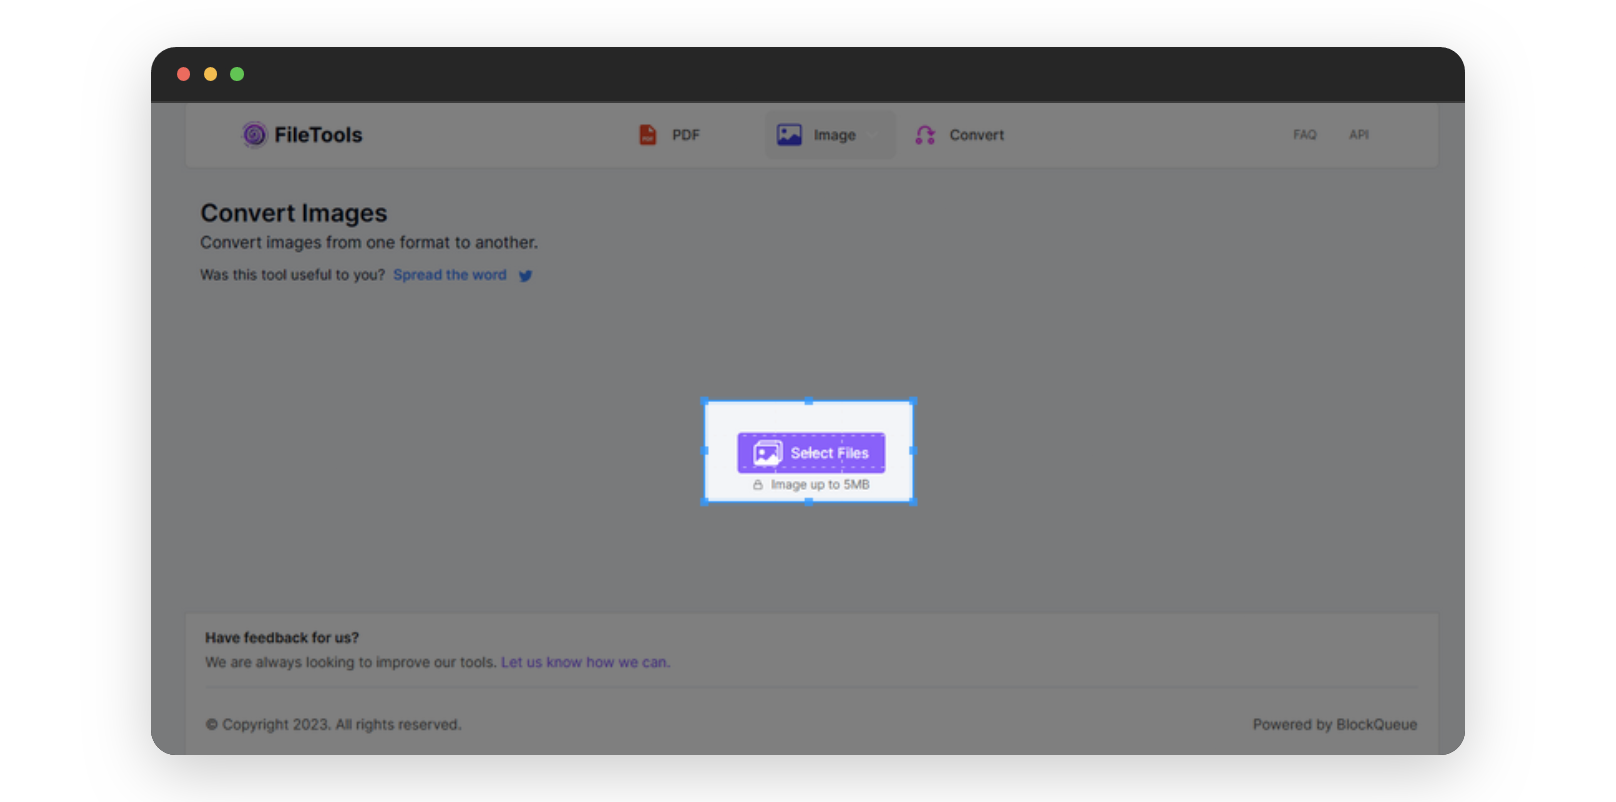 FileTools
PDF
Image
Convert
FAQ
API
Convert Images
Convert images from one format to another.
Was this tool useful to you? Spread the word
Select Files
Image up to 5MB
Have feedback for us?
We are always looking to improve our tools. Let us know how we can.
© Copyright 2023. All rights reserved.
Powered by BlockQueue